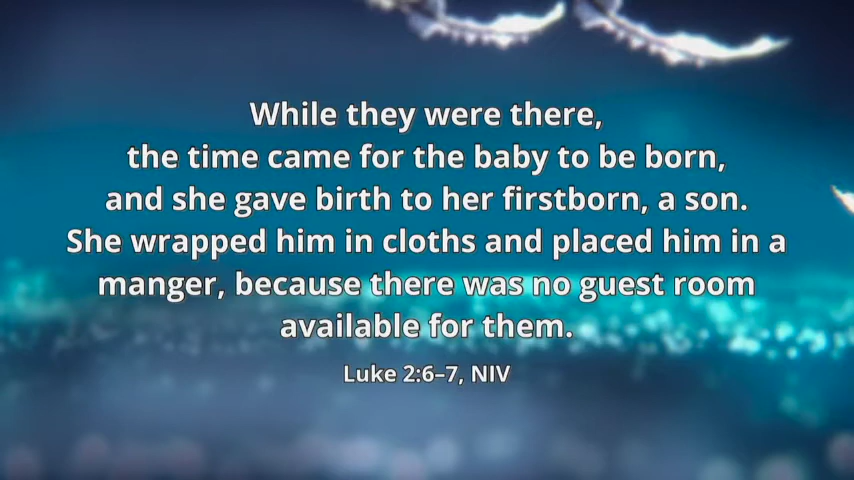 While they were there,
the time came for the baby to be born,
and she gave birth to her firstborn, a son.
She wrapped him in cloths and placed him in a
manger, because there was no guest room
available for them.
Luke 2:6–7, NIV